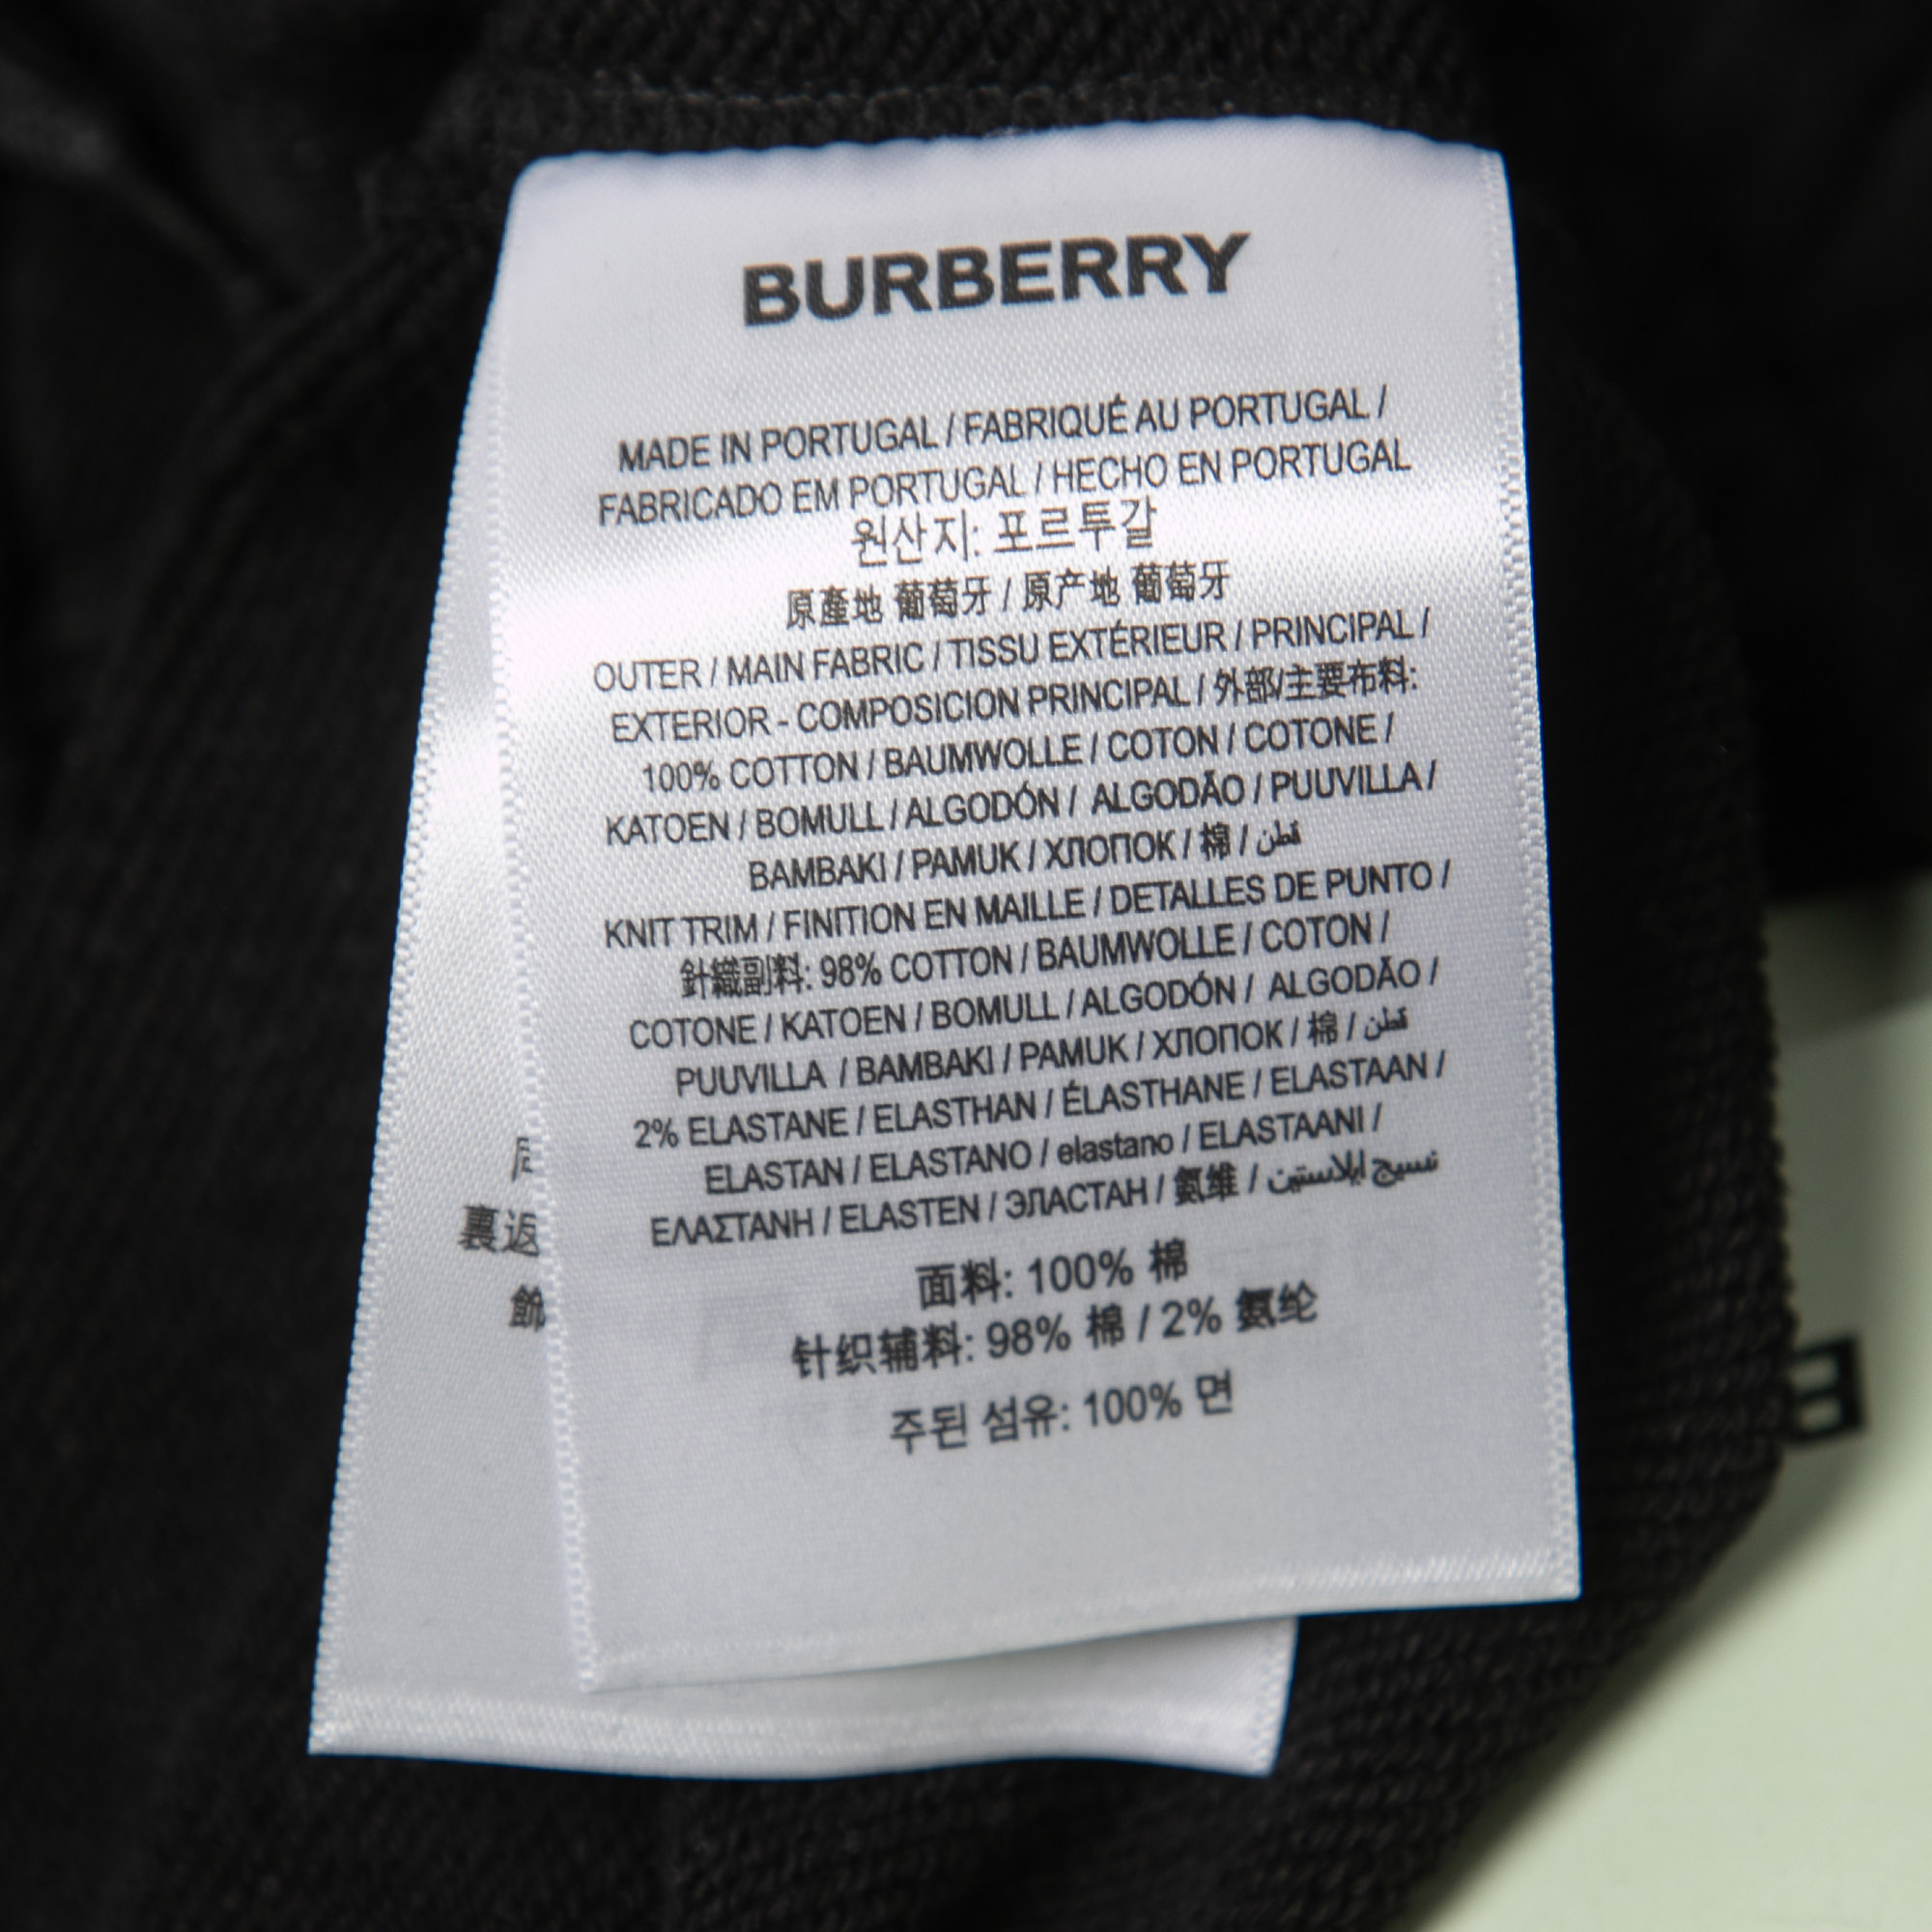 BURBERRY
MADE IN PORTUGAL / FABRIQUÉ AU PORTUGAL /
FABRICADO EM PORTUGAL / HECHO EN PORTUGAL
원산지: 포르투갈
原產地 葡萄牙 / 原产地 葡萄牙
OUTER / MAIN FABRIC / TISSU EXTÉRIEUR / PRINCIPAL /
EXTERIOR - COMPOSICION PRINCIPAL / 外部/主要布料:
100% COTTON / BAUMWOLLE / COTON / COTONE /
KATOEN / BOMULL / ALGODÓN / ALGODÃO / PUUVILLA /
BAMBAKI / PAMUK / ХЛОПОК / 棉 / قطن
KNIT TRIM / FINITION EN MAILLE / DETALLES DE PUNTO /
針織副料: 98% COTTON / BAUMWOLLE / COTON /
COTONE / KATOEN / BOMULL / ALGODÓN / ALGODÃO /
PUUVILLA / BAMBAKI / PAMUK / ХЛОПОК / 棉 / قطن
2% ELASTANE / ELASTHAN / ÉLASTHANE / ELASTAAN /
ELASTAN / ELASTANO / elastano / ELASTAANI /
ΕΛΑΣΤΑΝΗ / ELASTEN / ЭЛАСТАН / 氨维 / نسيج ايلاستين
面料: 100% 棉
针织辅料: 98% 棉 / 2% 氨纶
주된 섬유: 100% 면
裏返
飾